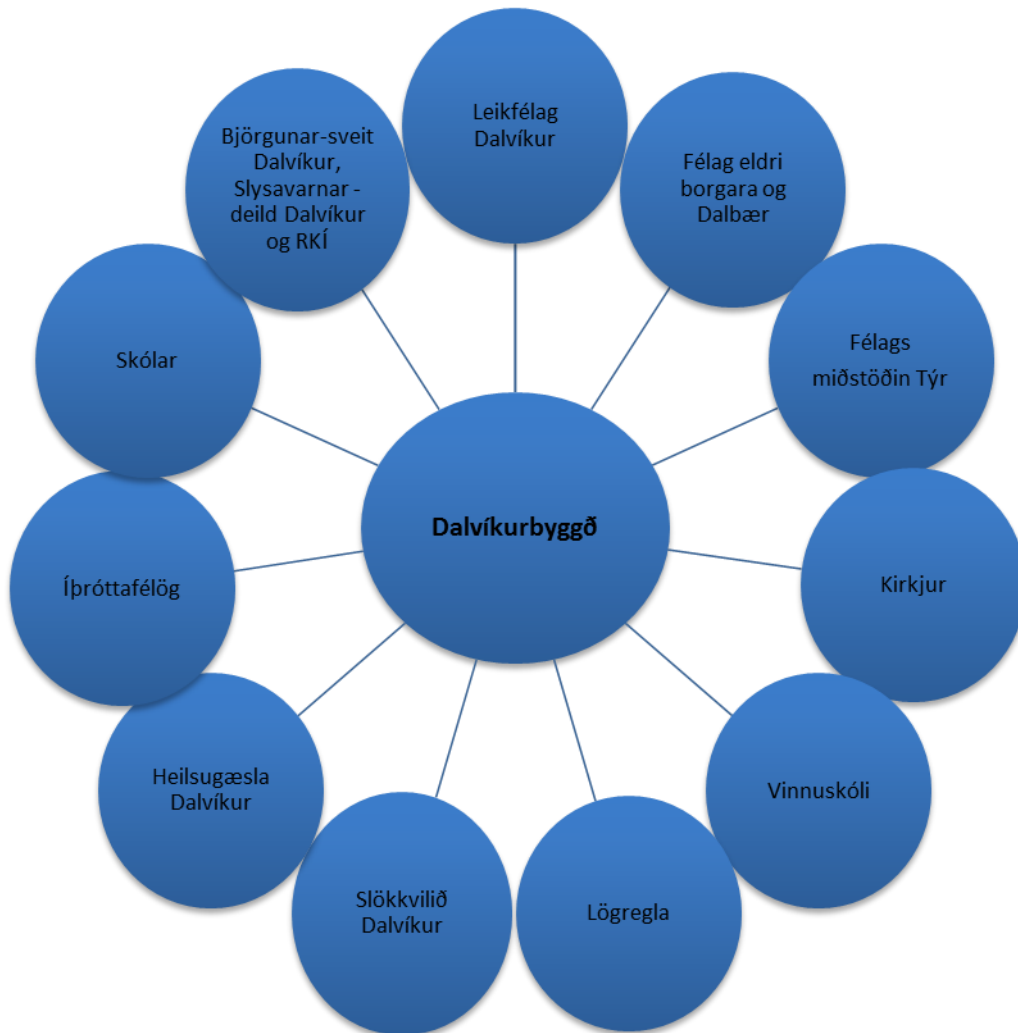 Leikfélag
Dalvíkur
Félag eldri
borgara og
Dalbær
Félags
miðstöðin Týr
Kirkjur
Vinnuskóli
Lögregla
Slökkvilið
Dalvíkur
Heilsugæsla
Dalvíkur
Íþróttafélög
Skólar
Björgunar-sveit
Dalvíkur,
Slysavarnar -
deild Dalvíkur
og RKÍ
Dalvíkurbyggð